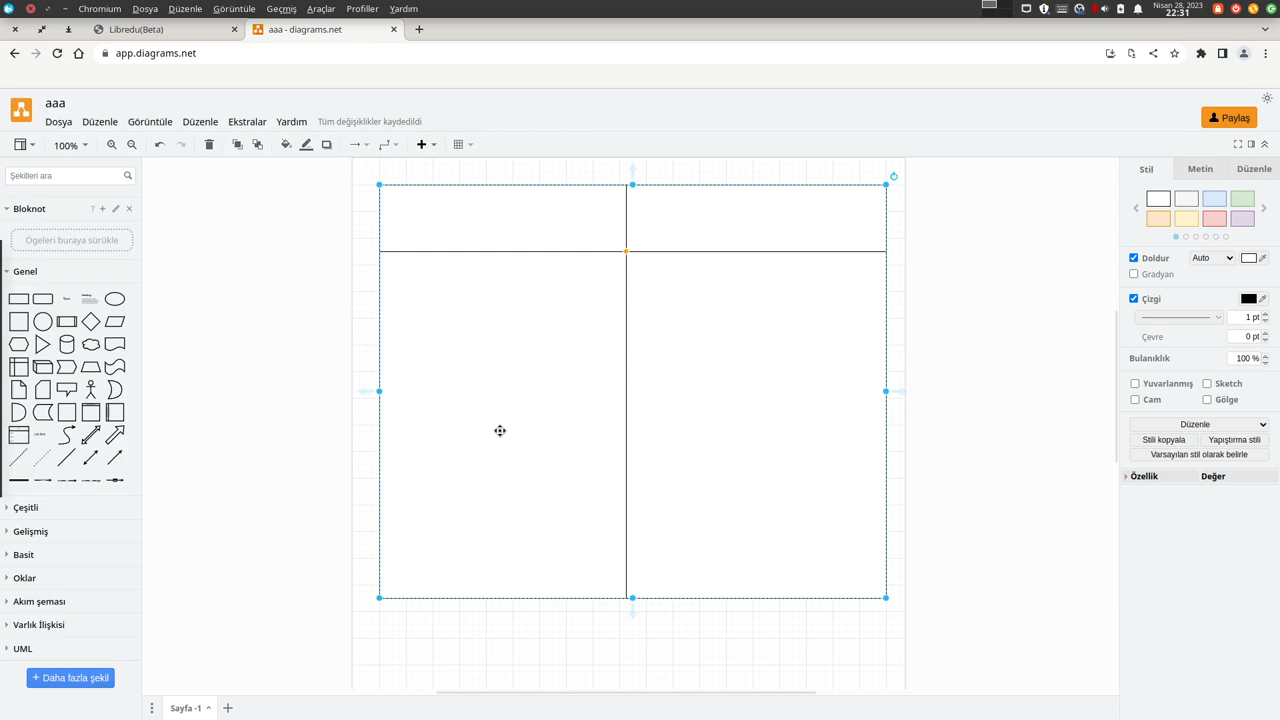 Chromium Dosya Düzenle Görüntüle Geçmiş Araçlar Profiller Yardım
Nisan 28, 2023
22:31
Libredu(Beta)
aaa - diagrams.net
app.diagrams.net
aaa
Dosya Düzenle Görüntüle Düzenle Ekstralar Yardım Tüm değişiklikler kaydedildi
Paylaş
100%
Şekilleri ara
Bloknot
Ögeleri buraya sürükle
Genel
Çeşitli
Gelişmiş
Basit
Oklar
Akım şeması
Varlık İlişkisi
UML
+ Daha fazla şekil
Sayfa -1
Stil Metin Düzenle
Doldur Auto
Gradyan
Çizgi
1 pt
Çevre 0 pt
Bulanıklık 100 %
Yuvarlanmış Sketch
Cam Gölge
Düzenle
Stili kopyala Yapıştırma stili
Varsayılan stil olarak belirle
Özellik Değer